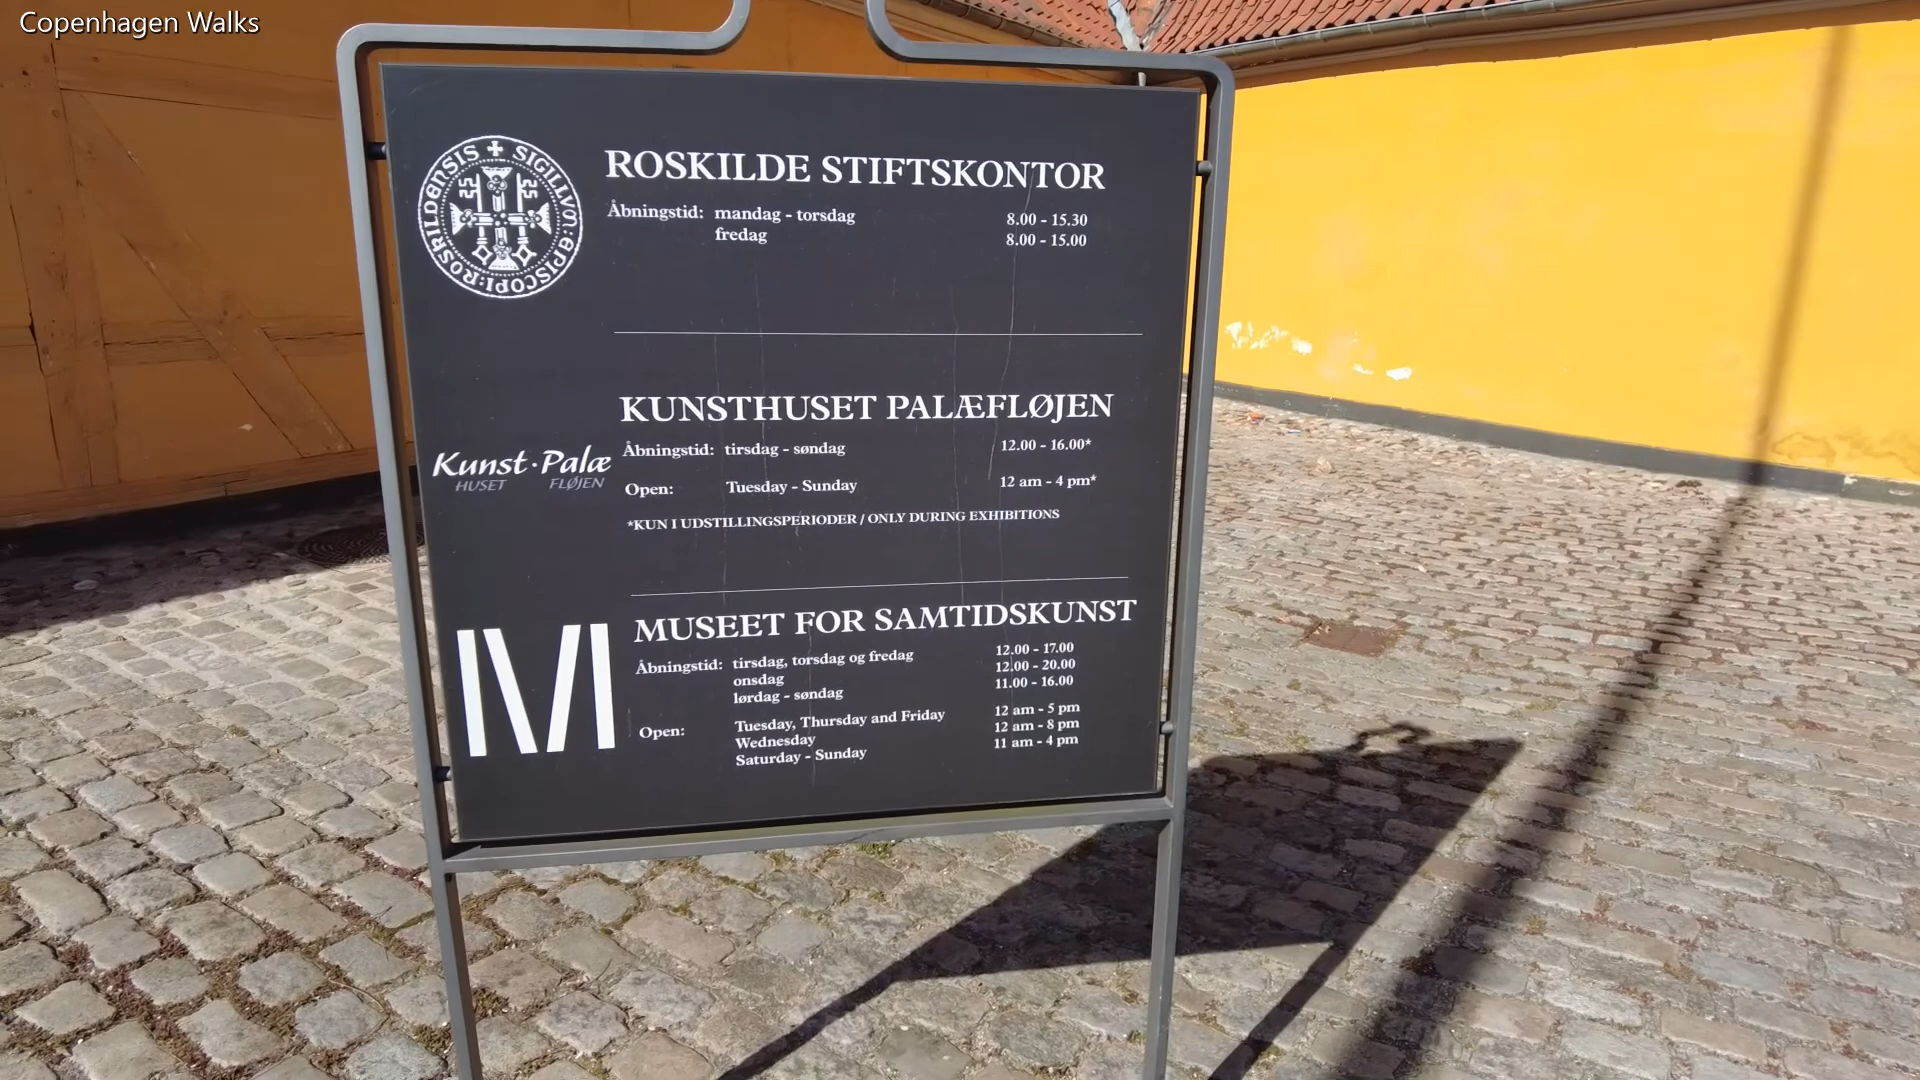 Copenhagen Walks
SIGILLVM: EPISCOPI: ROSKILDENSIS
ROSKILDE STIFTSKONTOR
Åbningstid: mandag - torsdag 8.00 - 15.30
fredag 8.00 - 15.00
KUNSTHUSET PALÆFLØJEN
Kunst · Palæ
HUSET FLØJEN
Åbningstid: tirsdag - søndag 12.00 - 16.00*
Open: Tuesday - Sunday 12 am - 4 pm*
*KUN I UDSTILLINGSPERIODER / ONLY DURING EXHIBITIONS
MUSEET FOR SAMTIDSKUNST
Åbningstid: tirsdag, torsdag og fredag 12.00 - 17.00
onsdag 12.00 - 20.00
lørdag - søndag 11.00 - 16.00
Open: Tuesday, Thursday and Friday 12 am - 5 pm
Wednesday 12 am - 8 pm
Saturday - Sunday 11 am - 4 pm